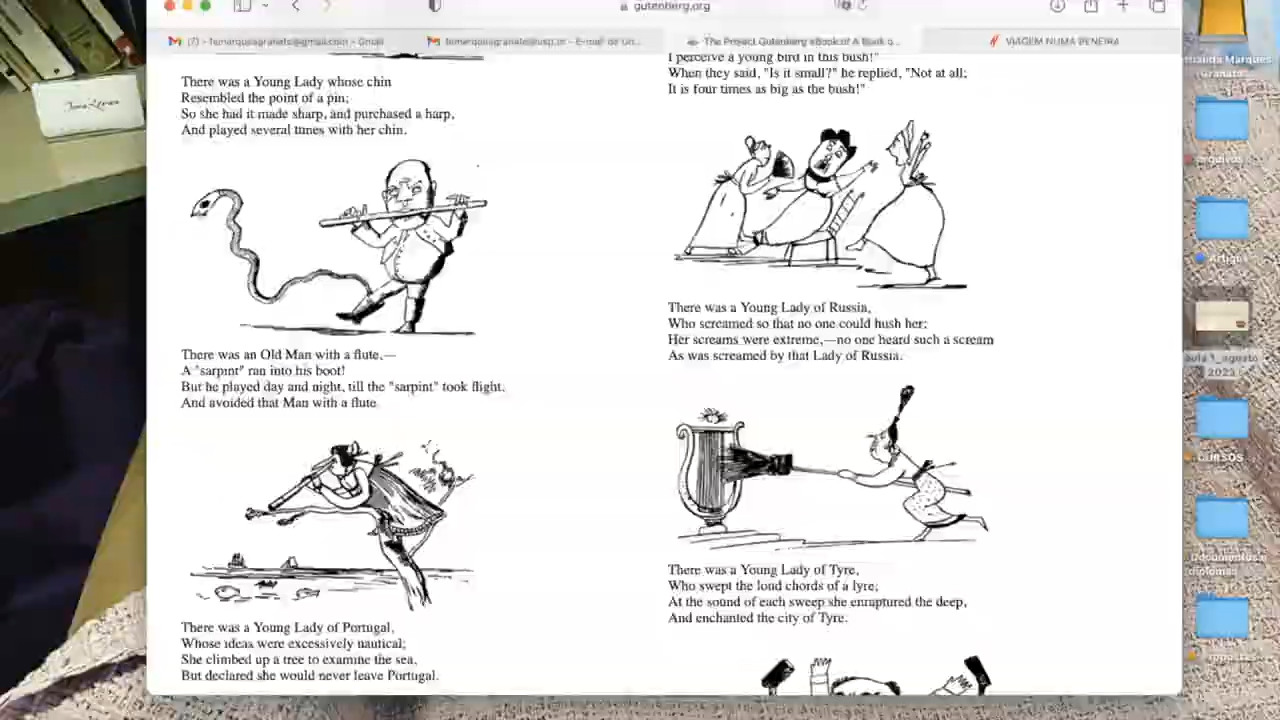 gutenberg.org
The Project Gutenberg eBook of A Book o...
VIAGEM NUMA PENEIRA
There was a Young Lady whose chin
Resembled the point of a pin;
So she had it made sharp, and purchased a harp,
And played several tunes with her chin.
There was an Old Man with a flute,—
A "sarpint" ran into his boot!
But he played day and night, till the "sarpint" took flight,
And avoided that Man with a flute.
There was a Young Lady of Portugal,
Whose ideas were excessively nautical;
She climbed up a tree to examine the sea,
But declared she would never leave Portugal.
I perceive a young bird in this bush!"
When they said, "Is it small?" he replied, "Not at all;
It is four times as big as the bush!"
There was a Young Lady of Russia,
Who screamed so that no one could hush her;
Her screams were extreme,—no one heard such a scream
As was screamed by that Lady of Russia.
There was a Young Lady of Tyre,
Who swept the loud chords of a lyre;
At the sound of each sweep she enraptured the deep,
And enchanted the city of Tyre.
arquivos
Artigo
aula 1_agosto
2023
CURSOS